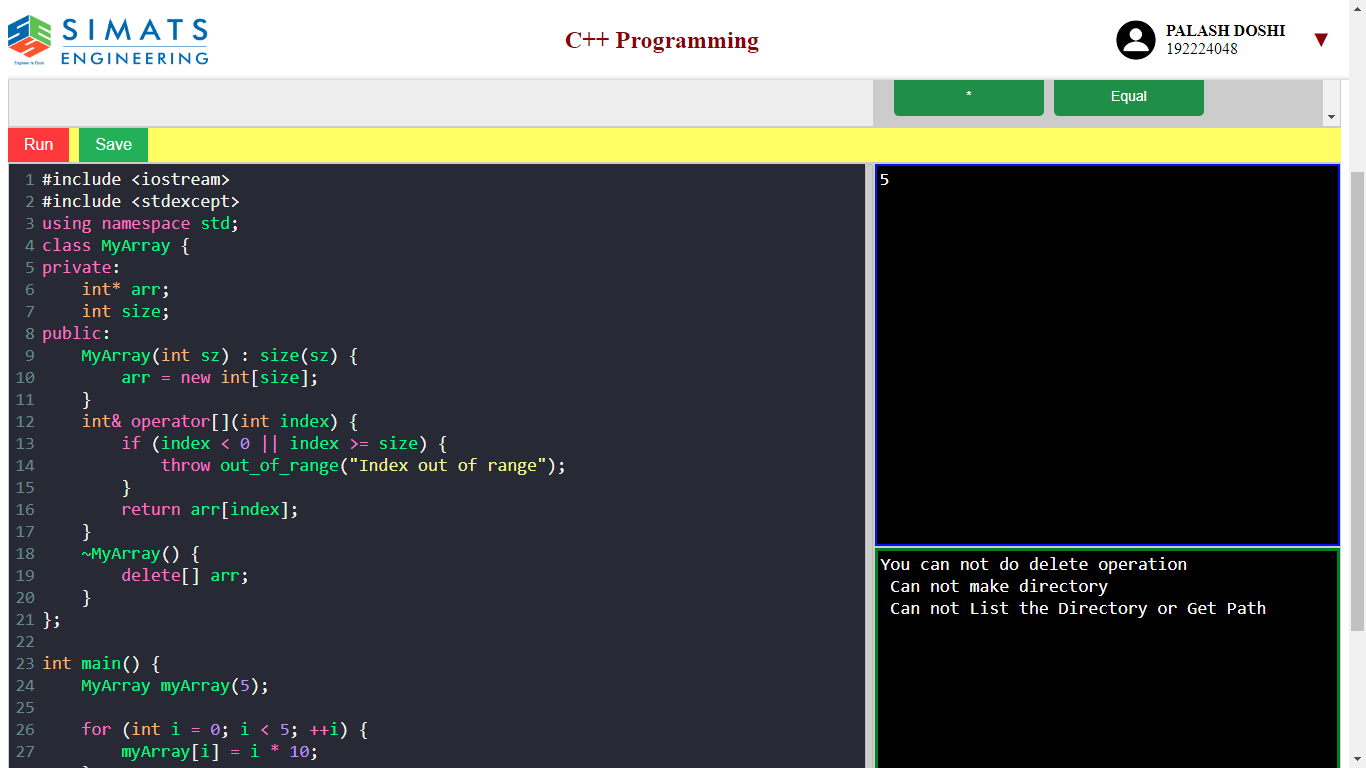 SIMATS
ENGINEERING
Engineer to Excel
C++ Programming
PALASH DOSHI
192224048
▼
*
Equal
Run
Save
1 #include <iostream>
2 #include <stdexcept>
3 using namespace std;
4 class MyArray {
5 private:
6     int* arr;
7     int size;
8 public:
9     MyArray(int sz) : size(sz) {
10         arr = new int[size];
11     }
12     int& operator[](int index) {
13         if (index < 0 || index >= size) {
14             throw out_of_range("Index out of range");
15         }
16         return arr[index];
17     }
18     ~MyArray() {
19         delete[] arr;
20     }
21 };
22
23 int main() {
24     MyArray myArray(5);
25
26     for (int i = 0; i < 5; ++i) {
27         myArray[i] = i * 10;
5
You can not do delete operation
Can not make directory
Can not List the Directory or Get Path